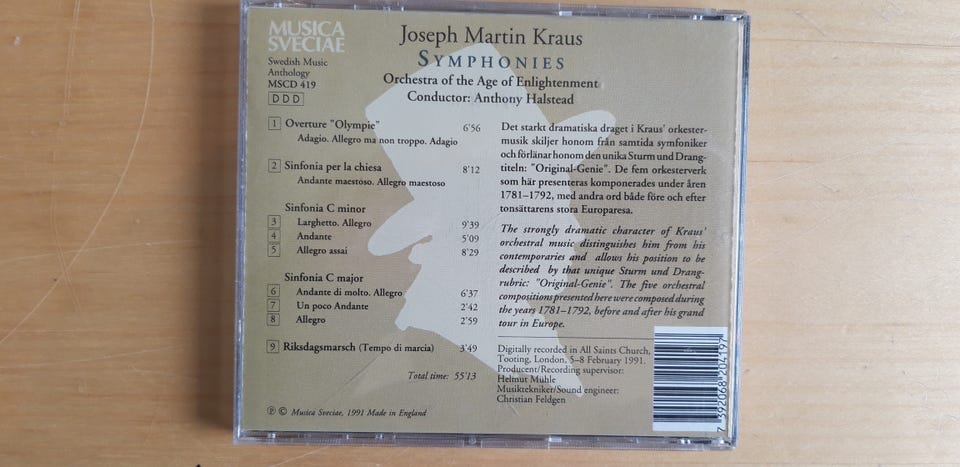 MUSICA
SVECIAE
Swedish Music
Anthology
MSCD 419
DDD
Joseph Martin Kraus
SYMPHONIES
Orchestra of the Age of Enlightenment
Conductor: Anthony Halstead
1 Overture "Olympie" 6'56
Adagio. Allegro ma non troppo. Adagio
2 Sinfonia per la chiesa 8'12
Andante maestoso. Allegro maestoso
Sinfonia C minor
3 Larghetto. Allegro 9'39
4 Andante 5'09
5 Allegro assai 8'29
Sinfonia C major
6 Andante di molto. Allegro 6'37
7 Un poco Andante 2'42
8 Allegro 2'59
9 Riksdagsmarsch (Tempo di marcia) 3'49
Total time: 55'13
℗ © Musica Sveciae, 1991 Made in England
Det starkt dramatiska draget i Kraus' orkester-
musik skiljer honom från samtida symfoniker
och förlänar honom den unika Sturm und Drang-
titeln: "Original-Genie". De fem orkesterverk
som här presenteras komponerades under åren
1781–1792, med andra ord både före och efter
tonsättarens stora Europaresa.
The strongly dramatic character of Kraus'
orchestral music distinguishes him from his
contemporaries and allows his position to be
described by that unique Sturm und Drang-
rubric: "Original-Genie". The five orchestral
compositions presented here were composed during
the years 1781–1792, before and after his grand
tour in Europe.
Digitally recorded in All Saints Church,
Tooting, London, 5–8 February 1991.
Producer/Recording supervisor:
Helmut Mühle
Musiktekniker/Sound engineer:
Christian Feldgen
7 392068 204197